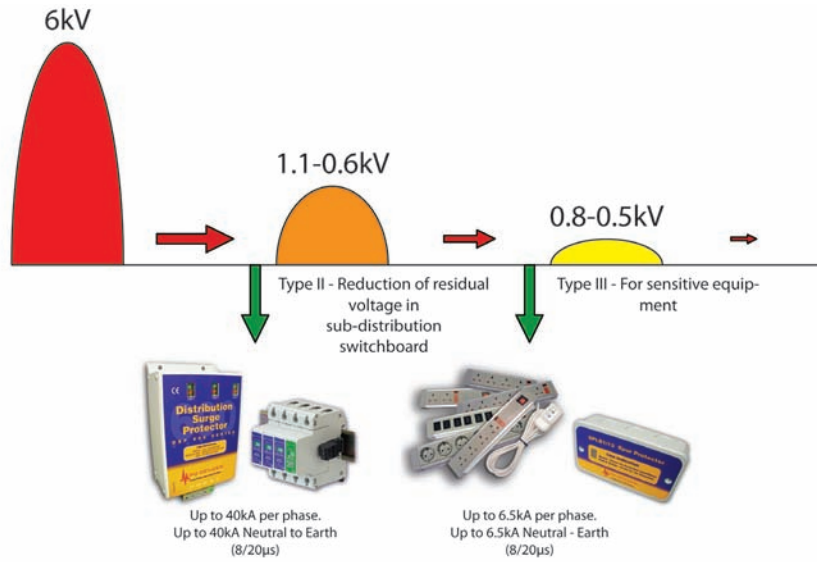 6kV
1.1-0.6kV
0.8-0.5kV
Type II - Reduction of residual
voltage in
sub-distribution
switchboard
Type III - For sensitive equip-
ment
CE
Distribution
Surge
Protector
Up to 40kA per phase.
Up to 40kA Neutral to Earth
(8/20µs)
Up to 6.5kA per phase.
Up to 6.5kA Neutral - Earth
(8/20µs)